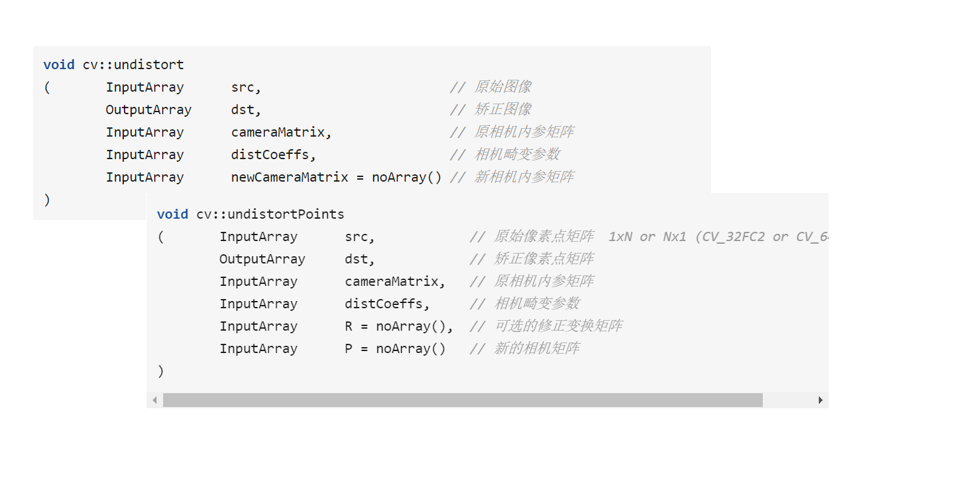 void cv::undistort
( InputArray src, // 原始图像
OutputArray dst, // 矫正图像
InputArray cameraMatrix, // 原相机内参矩阵
InputArray distCoeffs, // 相机畸变参数
InputArray newCameraMatrix = noArray() // 新相机内参矩阵
)
void cv::undistortPoints
( InputArray src, // 原始像素点矩阵 1xN or Nx1 (CV_32FC2 or CV_6
OutputArray dst, // 矫正像素点矩阵
InputArray cameraMatrix, // 原相机内参矩阵
InputArray distCoeffs, // 相机畸变参数
InputArray R = noArray(), // 可选的修正变换矩阵
InputArray P = noArray() // 新的相机矩阵
)